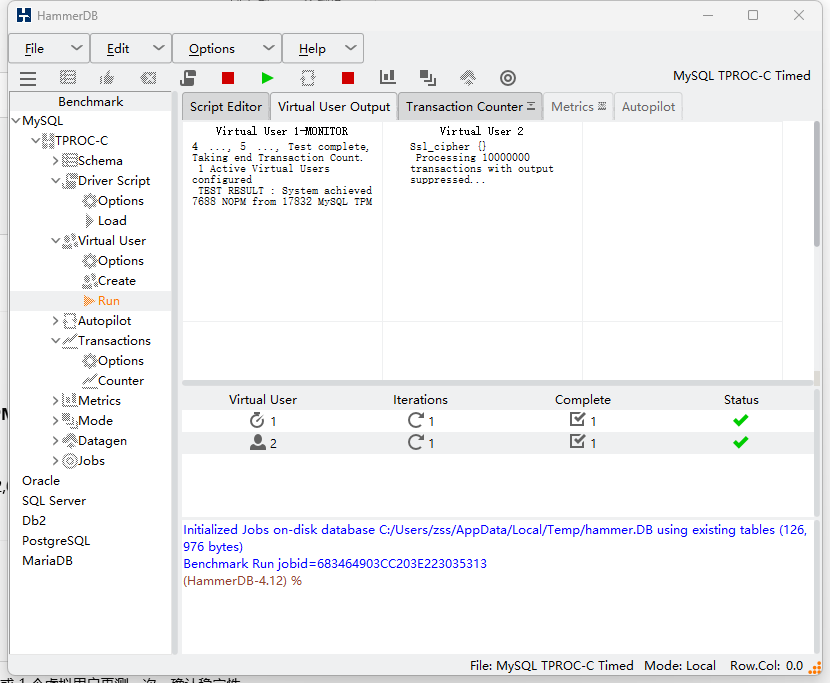 HammerDB
File Edit Options Help
MySQL TPROC-C Timed
Benchmark
MySQL
TPROC-C
Schema
Driver Script
Options
Load
Virtual User
Options
Create
Run
Autopilot
Transactions
Options
Counter
Metrics
Mode
Datagen
Jobs
Oracle
SQL Server
Db2
PostgreSQL
MariaDB
Script Editor Virtual User Output Transaction Counter Metrics Autopilot
Virtual User 1-MONITOR
4 ..., 5 ..., Test complete,
Taking end Transaction Count.
1 Active Virtual Users
configured
TEST RESULT : System achieved
7688 NOPM from 17832 MySQL TPM
Virtual User 2
Ssl_cipher {}
Processing 10000000
transactions with output
suppressed...
Virtual User Iterations Complete Status
1 1 1
2 1 1
Initialized Jobs on-disk database C:/Users/zss/AppData/Local/Temp/hammer.DB using existing tables (126,
976 bytes)
Benchmark Run jobid=683464903CC203E223035313
(HammerDB-4.12) %
File: MySQL TPROC-C Timed Mode: Local Row.Col: 0.0